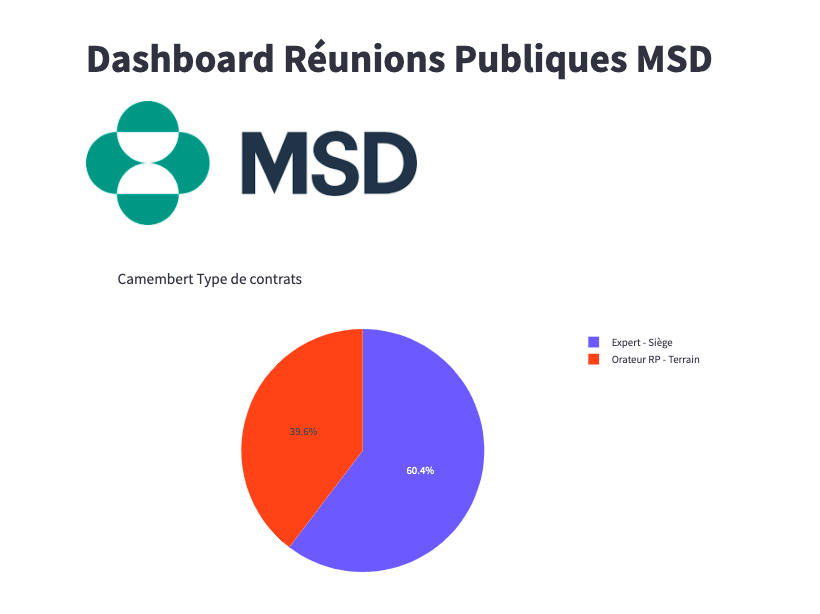 Dashboard Réunions Publiques MSD
MSD
Camembert Type de contrats
Expert - Siège
Orateur RP - Terrain
39.6%
60.4%